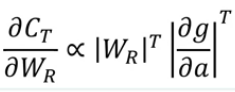 ∂C_T/∂W_R ∝ |W_R|^T |∂g/∂a|^T